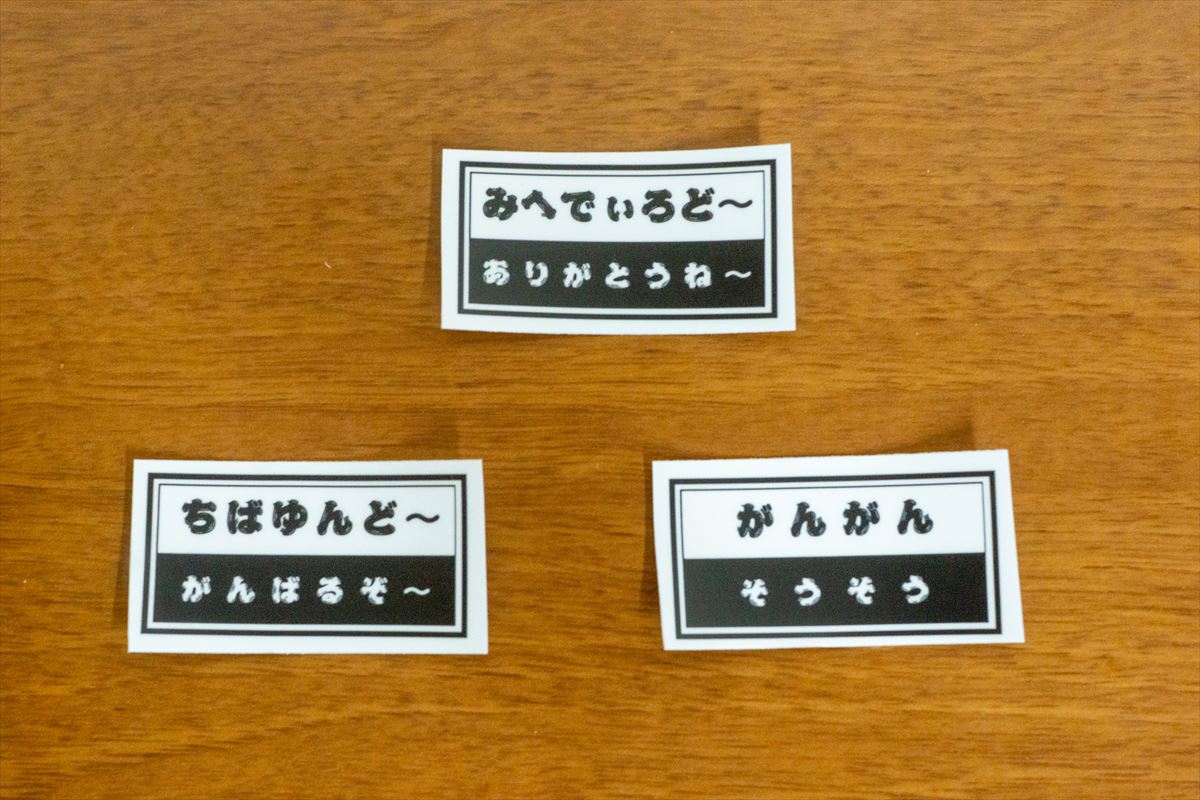 みへでぃろど～
ありがとうね～
ちばゆんど～
がんばるぞ～
がんがん
そうそう